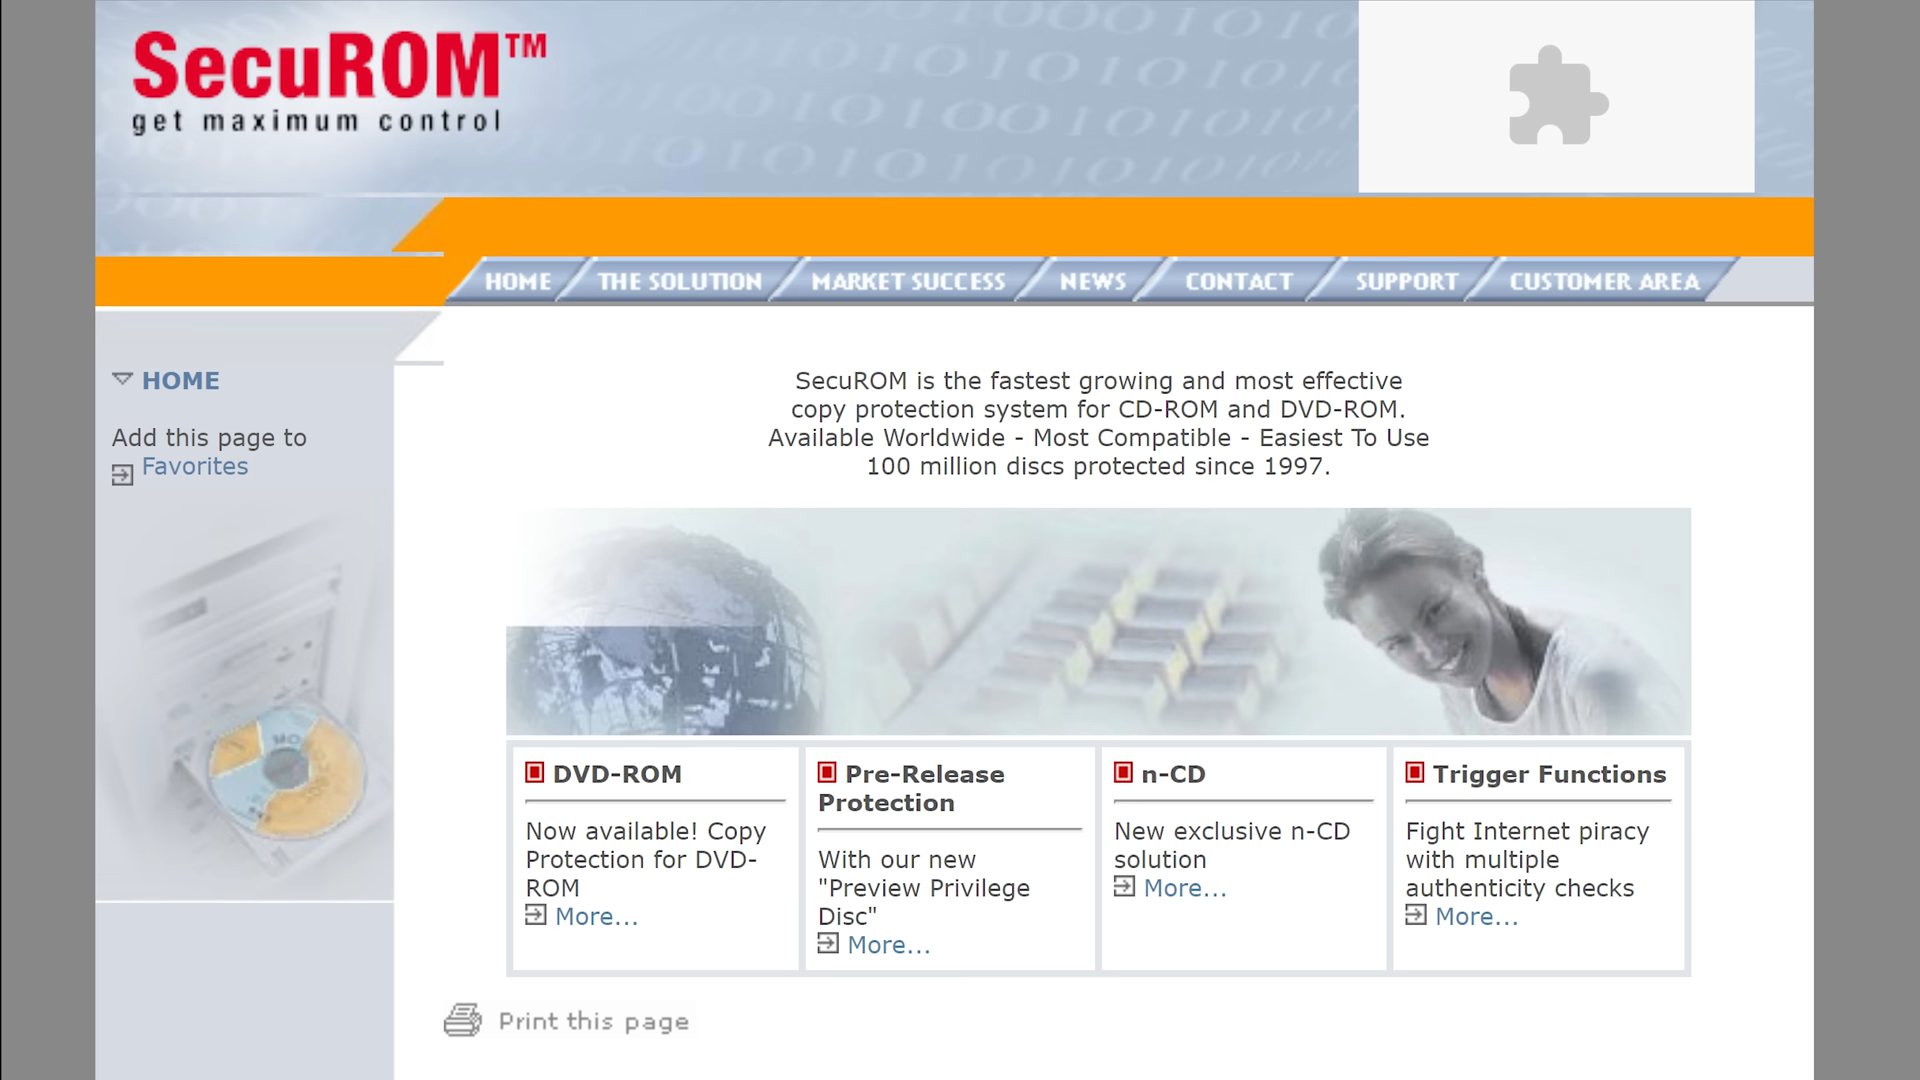 SecuROM™
get maximum control
HOME
THE SOLUTION
MARKET SUCCESS
NEWS
CONTACT
SUPPORT
CUSTOMER AREA
HOME
Add this page to
Favorites
SecuROM is the fastest growing and most effective
copy protection system for CD-ROM and DVD-ROM.
Available Worldwide - Most Compatible - Easiest To Use
100 million discs protected since 1997.
DVD-ROM
Now available! Copy
Protection for DVD-
ROM
More...
Pre-Release
Protection
With our new
"Preview Privilege
Disc"
More...
n-CD
New exclusive n-CD
solution
More...
Trigger Functions
Fight Internet piracy
with multiple
authenticity checks
More...
Print this page